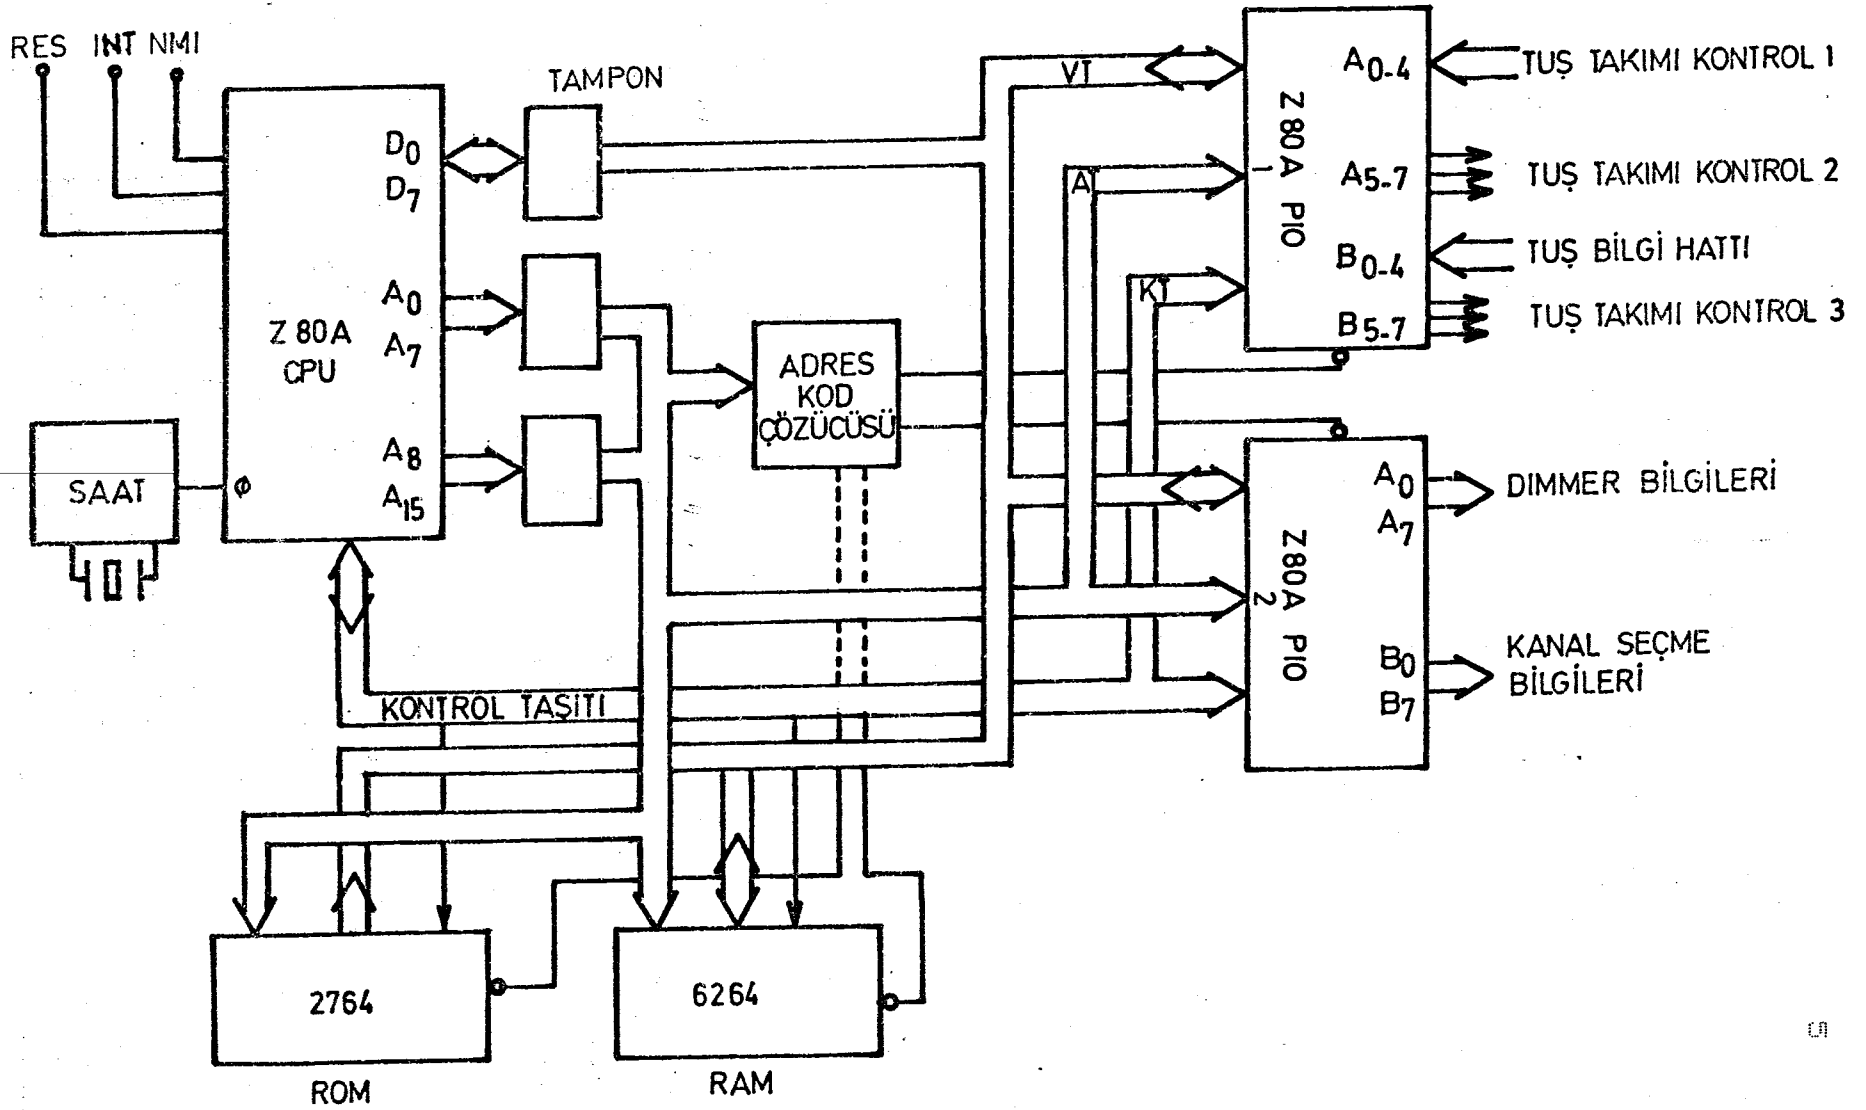 RES INT NMI
TAMPON
D0
D7
A0
A7
Z 80A
CPU
A8
A15
SAAT
Φ
ADRES
KOD
ÇÖZÜCÜSÜ
VT
A
KT
Z 80A PIO
1
A0-4
A5-7
B0-4
B5-7
TUŞ TAKIMI KONTROL 1
TUŞ TAKIMI KONTROL 2
TUŞ BİLGİ HATTI
TUŞ TAKIMI KONTROL 3
Z80A PIO
2
A0
A7
B0
B7
DIMMER BİLGİLERİ
KANAL SEÇME
BİLGİLERİ
KONTROL TAŞITI
2764
ROM
6264
RAM
5